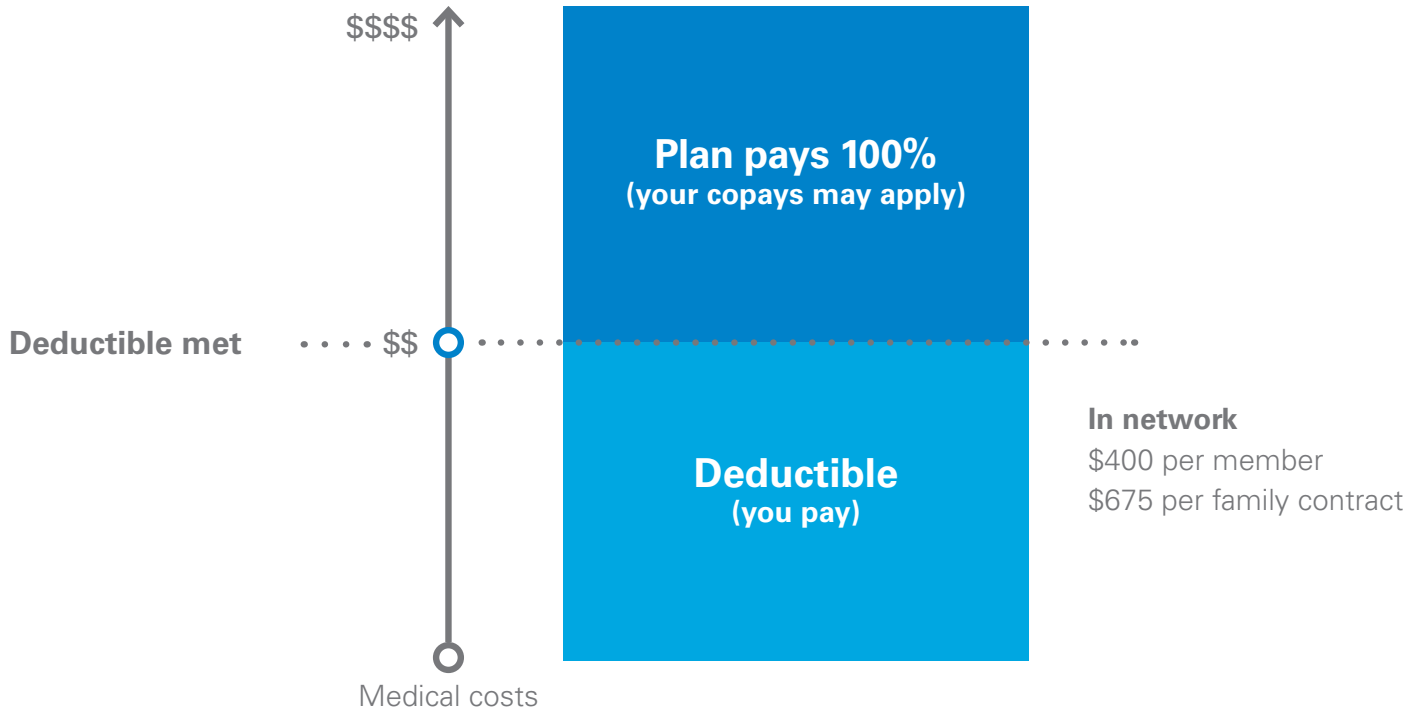 $$$$
Plan pays 100%
(your copays may apply)
Deductible met
$$
In network
$400 per member
$675 per family contract
Deductible
(you pay)
Medical costs